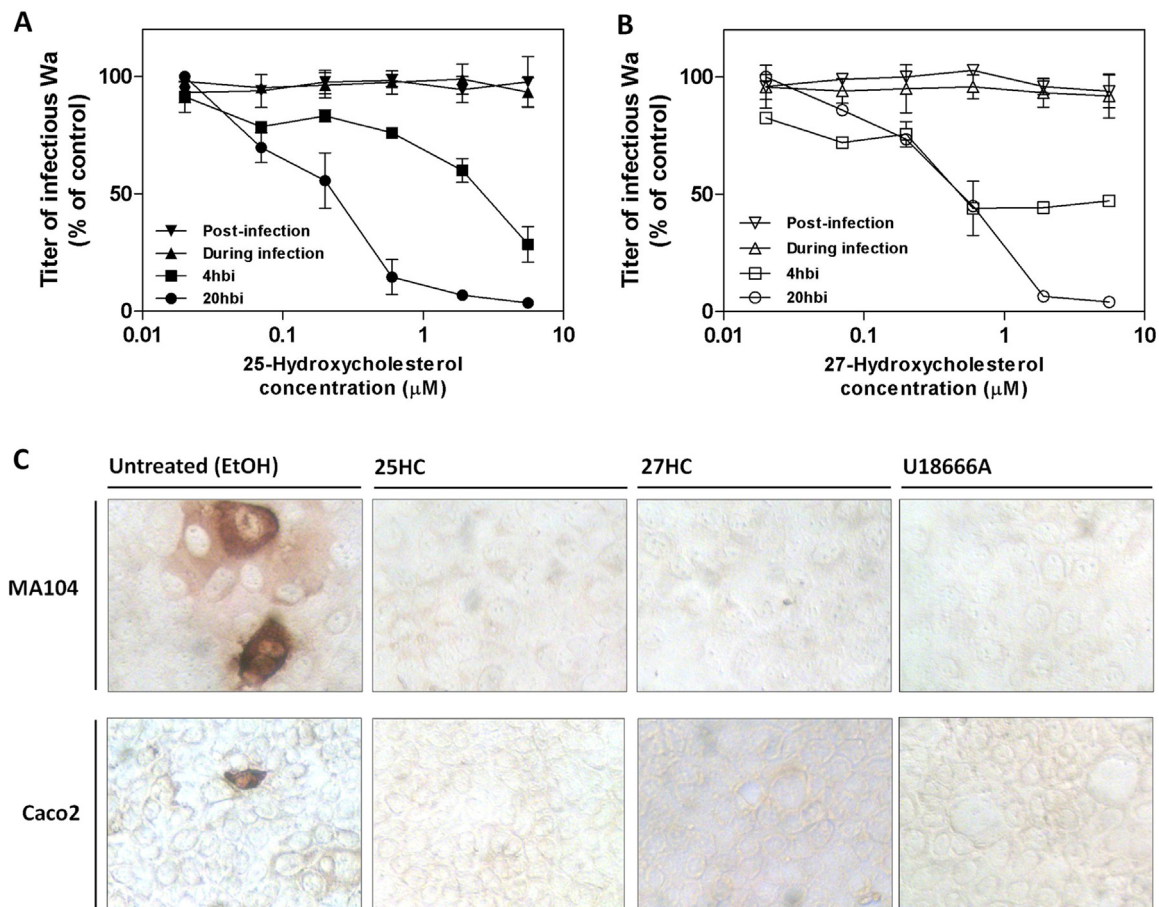 A
Titer of infectious Wa
(% of control)
100
50
0
Post-infection
During infection
4hbi
20hbi
0.01
0.1
1
10
25-Hydroxycholesterol
concentration (μM)
B
Titer of infectious Wa
(% of control)
100
50
0
Post-infection
During infection
4hbi
20hbi
0.01
0.1
1
10
27-Hydroxycholesterol
concentration (μM)
C
Untreated (EtOH)
25HC
27HC
U18666A
MA104
Caco2